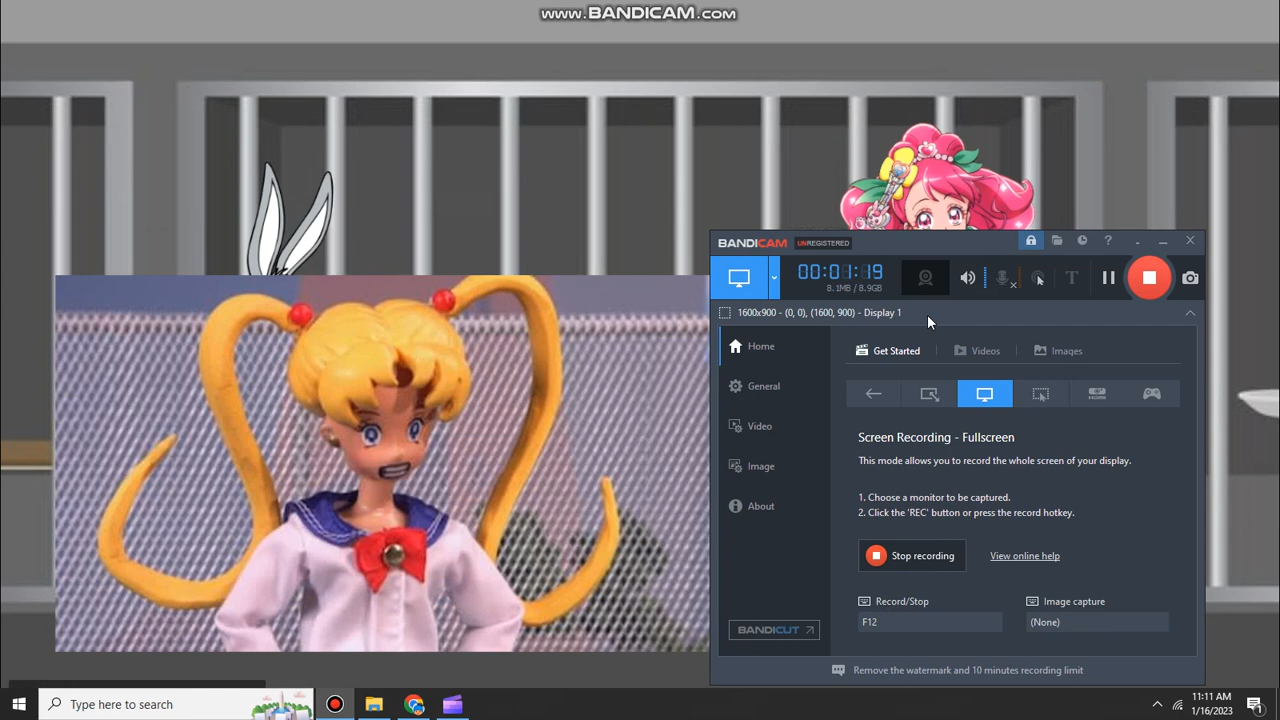 www.BANDICAM.com
BANDICAM UNREGISTERED
00:01:19
8.1MB / 8.9GB
1600x900 - (0, 0), (1600, 900) - Display 1
Home
Get Started
Videos
Images
General
Video
Image
About
Screen Recording - Fullscreen
This mode allows you to record the whole screen of your display.
1. Choose a monitor to be captured.
2. Click the 'REC' button or press the record hotkey.
Stop recording
View online help
Record/Stop
Image capture
F12
(None)
BANDICUT
Remove the watermark and 10 minutes recording limit
Type here to search
11:11 AM
1/16/2023